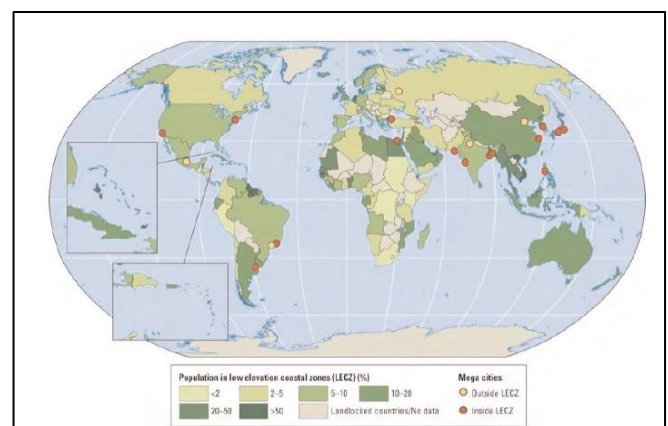 Population in low elevation coastal zones (LECZ) (%)
Mega cities
<2
2–5
5–10
10–20
Outside LECZ
20–50
>50
Landlocked countries/No data
Inside LECZ